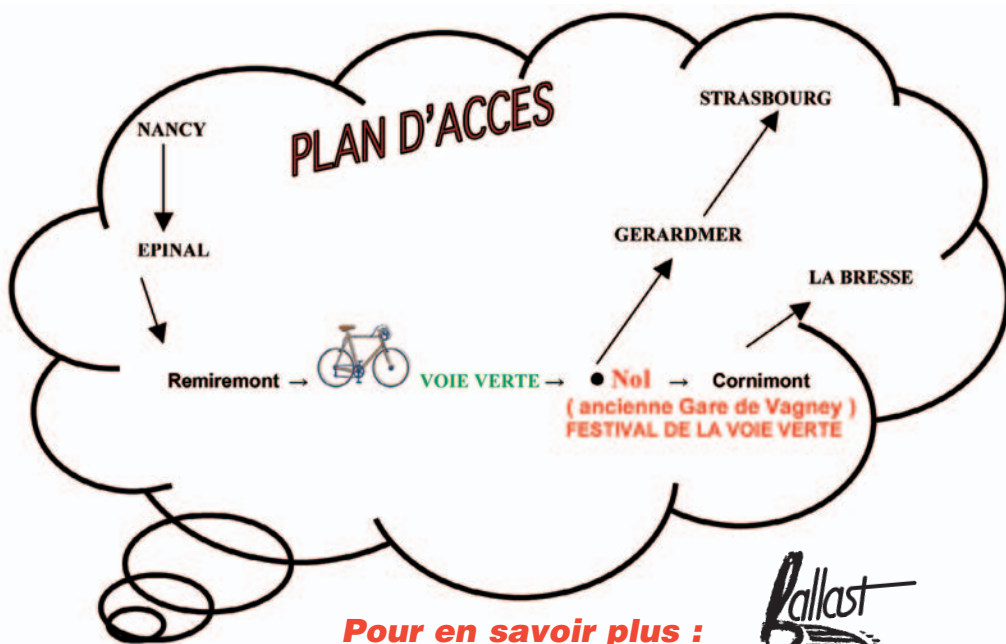 PLAN D'ACCES
STRASBOURG
NANCY
GERARDMER
EPINAL
LA BRESSE
Remiremont → VOIE VERTE → • Nol → Cornimont
( ancienne Gare de Vagney )
FESTIVAL DE LA VOIE VERTE
Ballast
Pour en savoir plus :